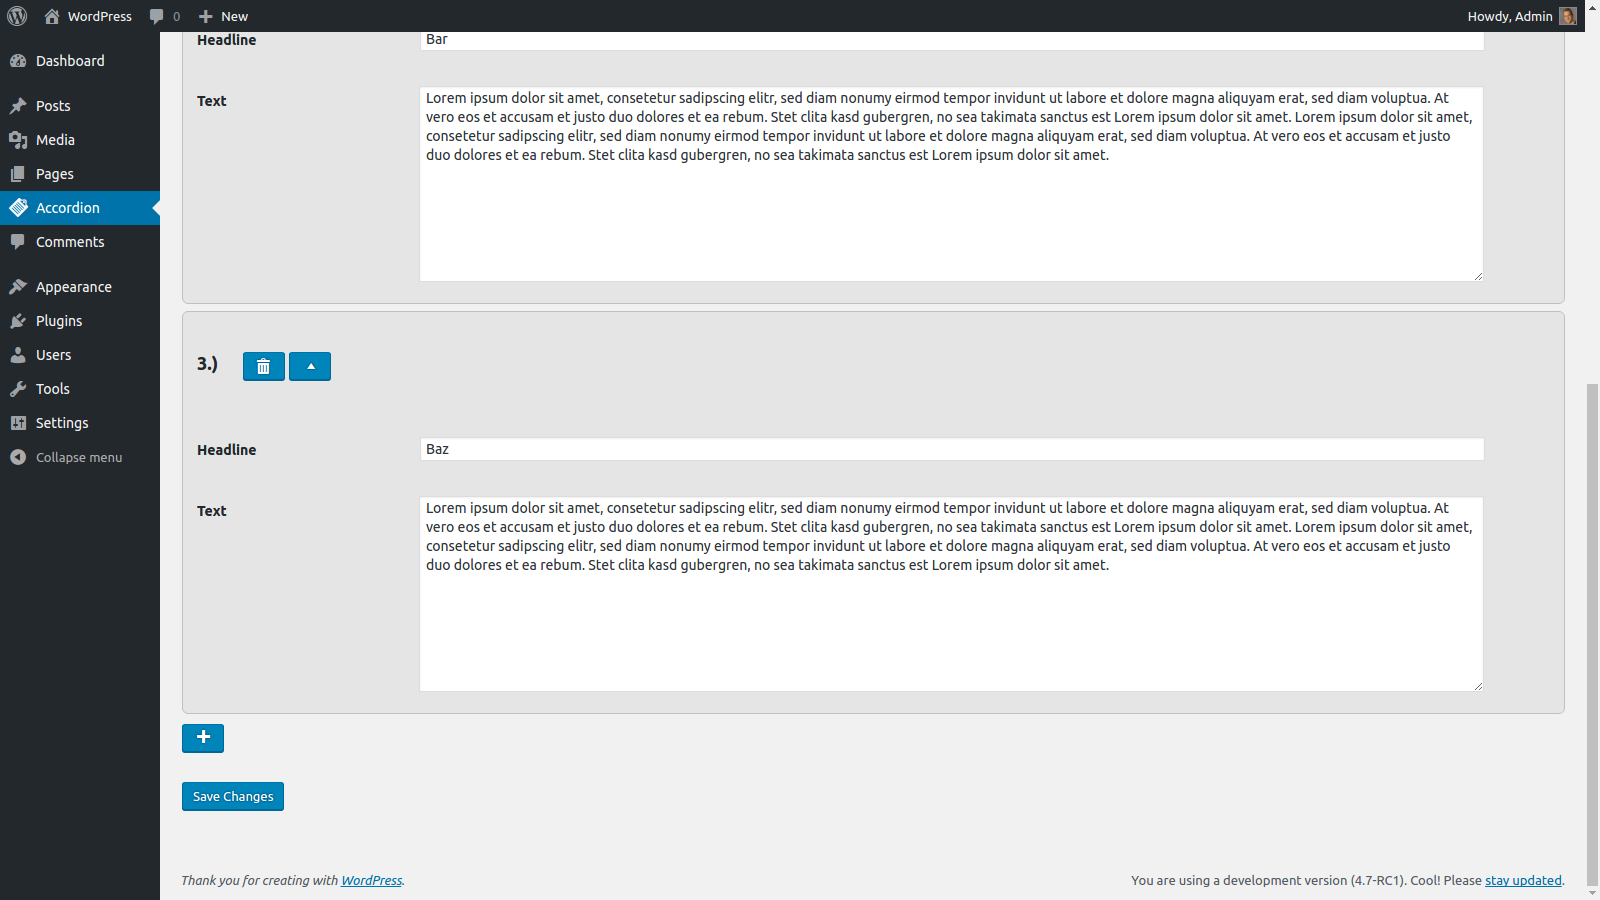 WordPress
0
New
Howdy, Admin
Dashboard
Posts
Media
Pages
Accordion
Comments
Appearance
Plugins
Users
Tools
Settings
Collapse menu
Headline
Bar
Text
Lorem ipsum dolor sit amet, consetetur sadipscing elitr, sed diam nonumy eirmod tempor invidunt ut labore et dolore magna aliquyam erat, sed diam voluptua. At
vero eos et accusam et justo duo dolores et ea rebum. Stet clita kasd gubergren, no sea takimata sanctus est Lorem ipsum dolor sit amet. Lorem ipsum dolor sit amet,
consetetur sadipscing elitr, sed diam nonumy eirmod tempor invidunt ut labore et dolore magna aliquyam erat, sed diam voluptua. At vero eos et accusam et justo
duo dolores et ea rebum. Stet clita kasd gubergren, no sea takimata sanctus est Lorem ipsum dolor sit amet.
3.)
Headline
Baz
Text
Lorem ipsum dolor sit amet, consetetur sadipscing elitr, sed diam nonumy eirmod tempor invidunt ut labore et dolore magna aliquyam erat, sed diam voluptua. At
vero eos et accusam et justo duo dolores et ea rebum. Stet clita kasd gubergren, no sea takimata sanctus est Lorem ipsum dolor sit amet. Lorem ipsum dolor sit amet,
consetetur sadipscing elitr, sed diam nonumy eirmod tempor invidunt ut labore et dolore magna aliquyam erat, sed diam voluptua. At vero eos et accusam et justo
duo dolores et ea rebum. Stet clita kasd gubergren, no sea takimata sanctus est Lorem ipsum dolor sit amet.
Save Changes
Thank you for creating with WordPress.
You are using a development version (4.7-RC1). Cool! Please stay updated.